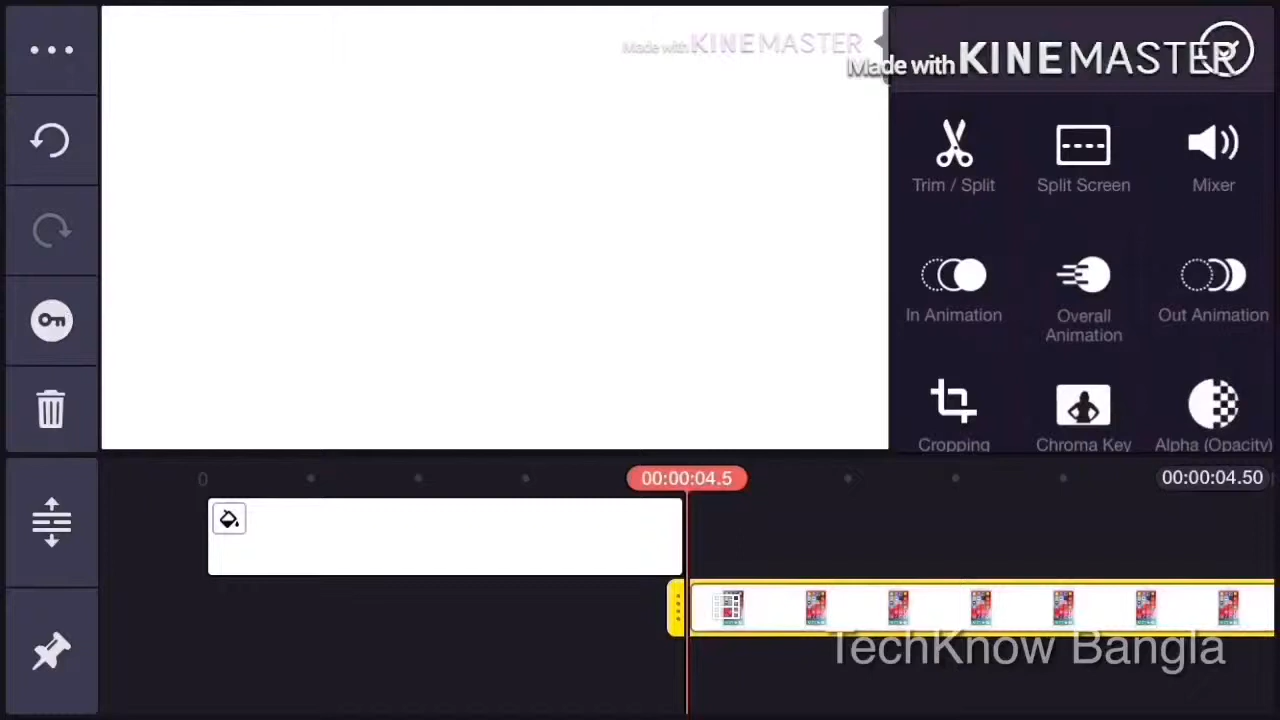 Made with KINEMASTER
Made with KINEMASTER
Trim / Split
Split Screen
Mixer
In Animation
Overall
Animation
Out Animation
Cropping
Chroma Key
Alpha (Opacity)
0
00:00:04.5
00:00:04.50
TechKnow Bangla